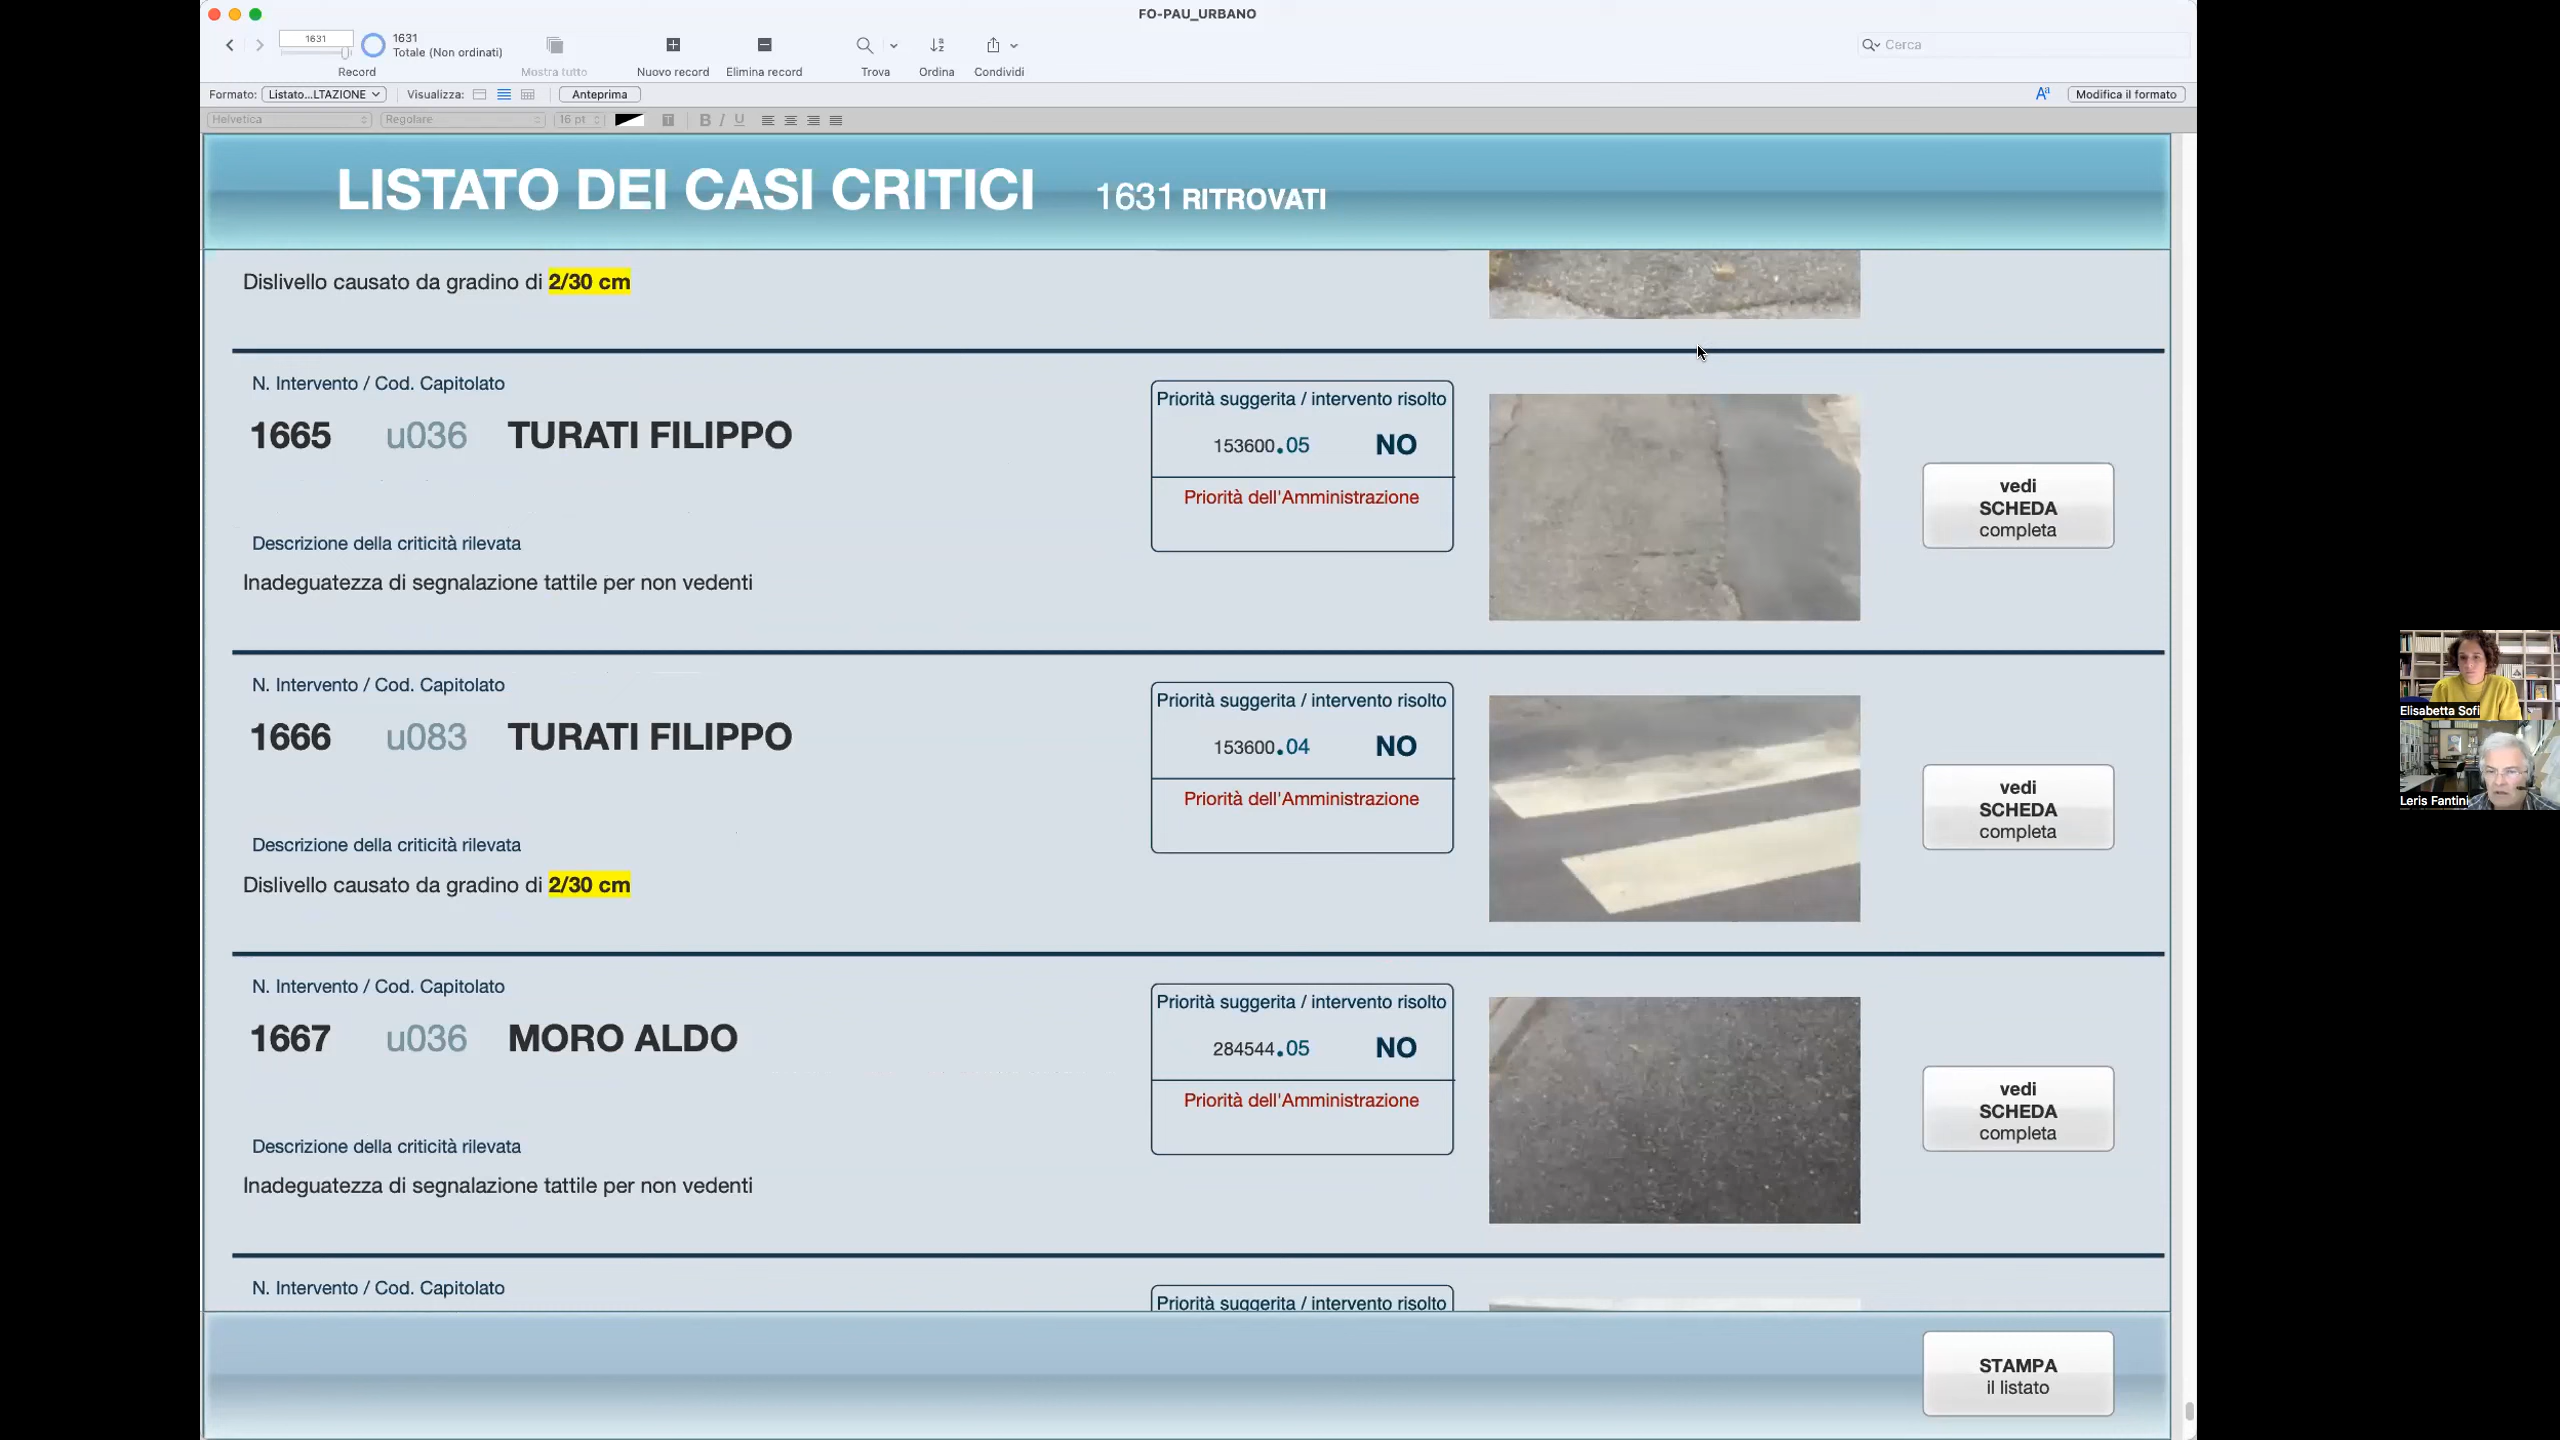 FO-PAU_URBANO
1631
1631
Totale (Non ordinati)
Record
Mostra tutto
Nuovo record
Elimina record
Trova
Ordina
Condividi
Cerca
Formato:
Listato...LTAZIONE
Visualizza:
Anteprima
Modifica il formato
Helvetica
Regolare
16 pt
B I U
LISTATO DEI CASI CRITICI 1631 RITROVATI
Dislivello causato da gradino di 2/30 cm
N. Intervento / Cod. Capitolato
1665 u036 TURATI FILIPPO
Priorità suggerita / intervento risolto
153600.05 NO
Priorità dell'Amministrazione
vedi
SCHEDA
completa
Descrizione della criticità rilevata
Inadeguatezza di segnalazione tattile per non vedenti
N. Intervento / Cod. Capitolato
1666 u083 TURATI FILIPPO
Priorità suggerita / intervento risolto
153600.04 NO
Priorità dell'Amministrazione
vedi
SCHEDA
completa
Descrizione della criticità rilevata
Dislivello causato da gradino di 2/30 cm
N. Intervento / Cod. Capitolato
1667 u036 MORO ALDO
Priorità suggerita / intervento risolto
284544.05 NO
Priorità dell'Amministrazione
vedi
SCHEDA
completa
Descrizione della criticità rilevata
Inadeguatezza di segnalazione tattile per non vedenti
N. Intervento / Cod. Capitolato
Priorità suggerita / intervento risolto
STAMPA
il listato
Elisabetta Sofi
Leris Fantini